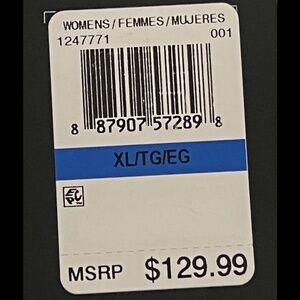 WOMENS/FEMMES/MUJERES
1247771 001
8 87907 57289 8
XL/TG/EG
MSRP $129.99